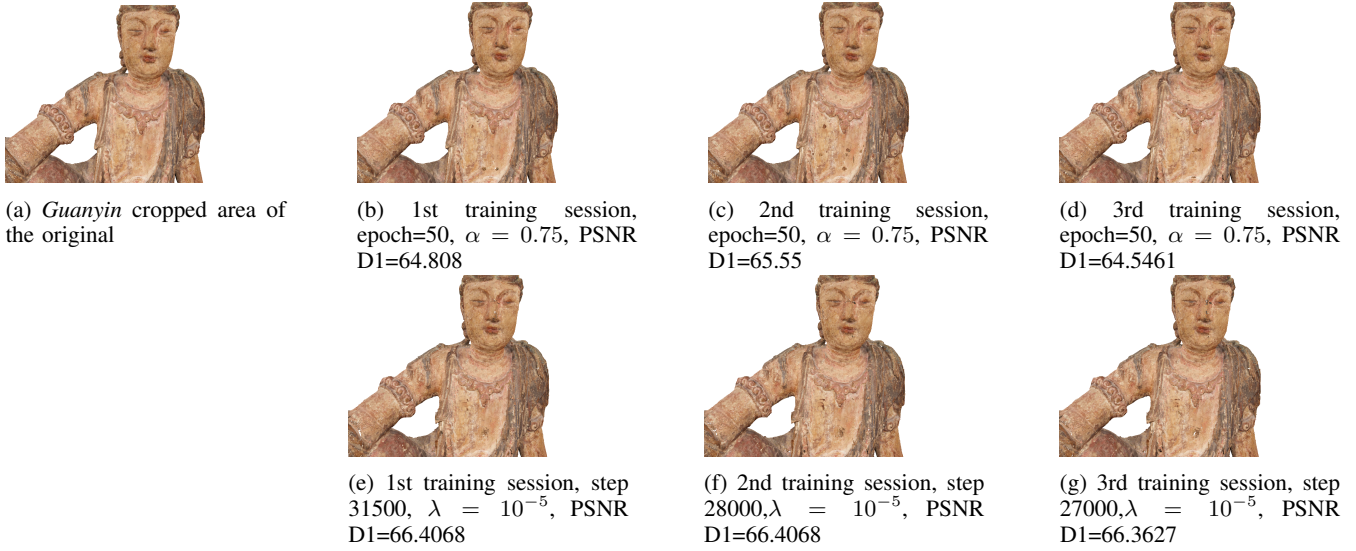 (a) Guanyin cropped area of
the original
(b) 1st training session,
epoch=50, α = 0.75, PSNR
D1=64.808
(c) 2nd training session,
epoch=50, α = 0.75, PSNR
D1=65.55
(d) 3rd training session,
epoch=50, α = 0.75, PSNR
D1=64.5461
(e) 1st training session, step
31500, λ = 10⁻⁵, PSNR
D1=66.4068
(f) 2nd training session, step
28000,λ = 10⁻⁵, PSNR
D1=66.4068
(g) 3rd training session, step
27000,λ = 10⁻⁵, PSNR
D1=66.3627